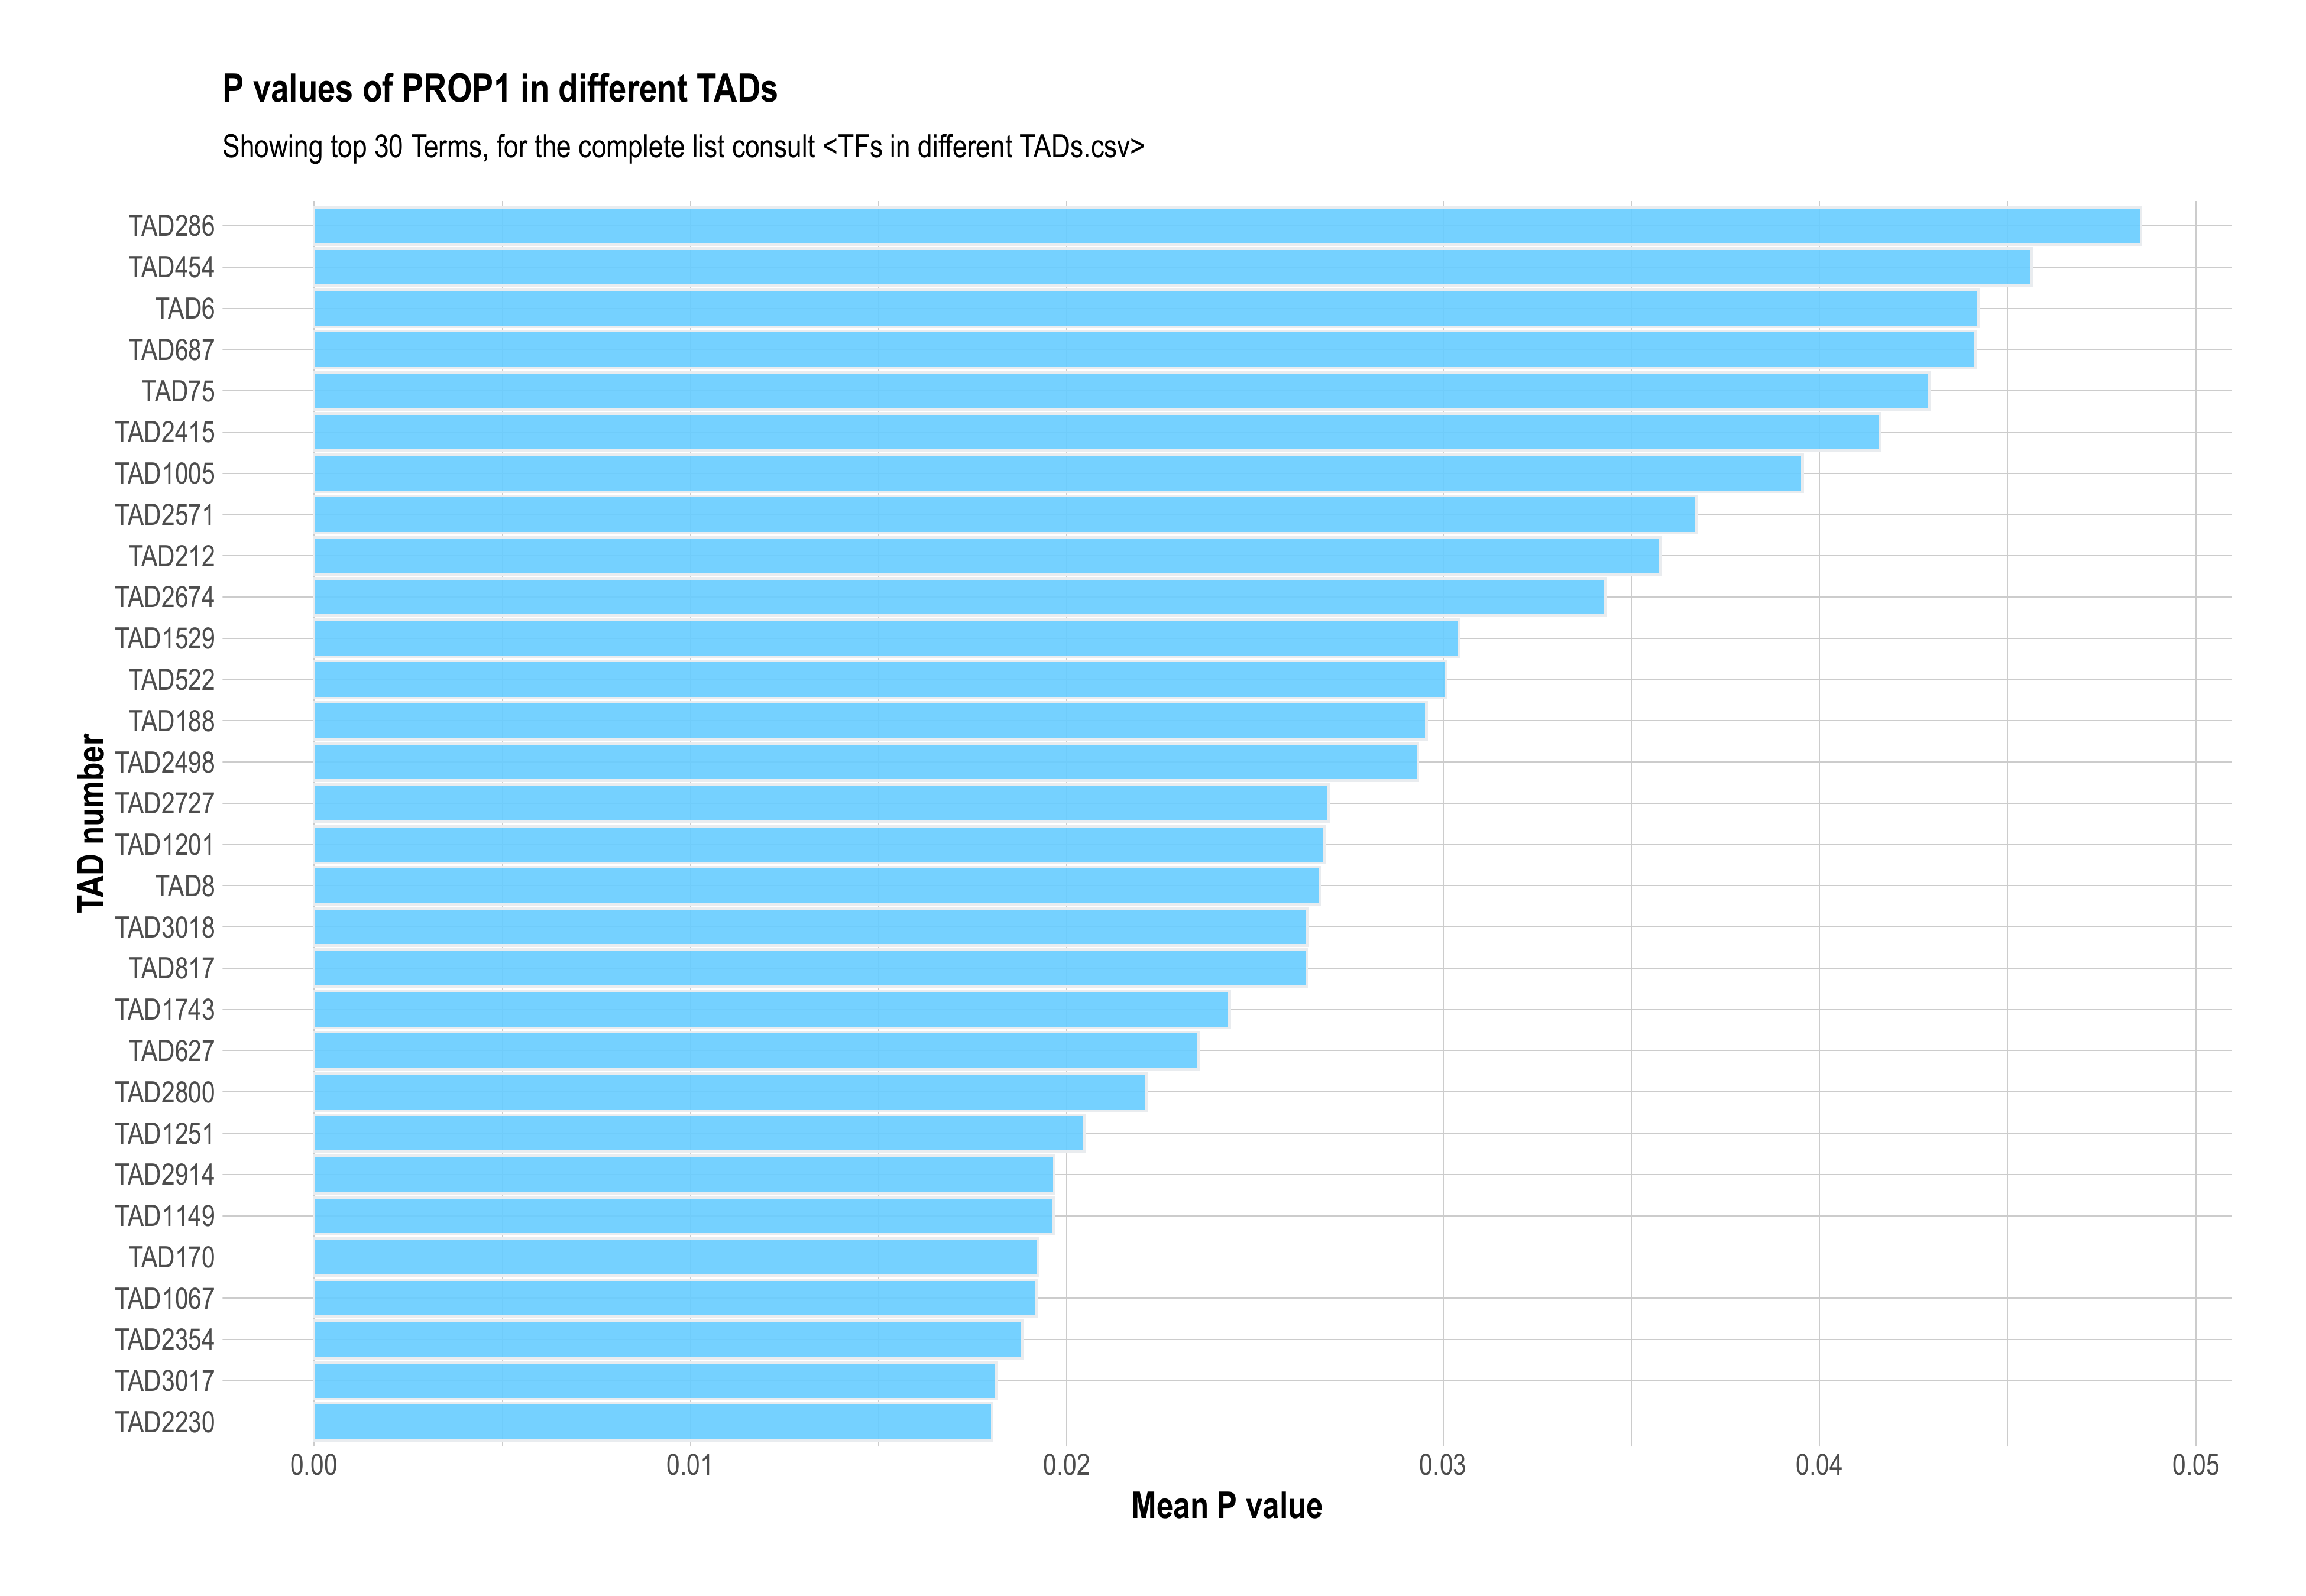 P values of PROP1 in different TADs
Showing top 30 Terms, for the complete list consult <TFs in different TADs.csv>
TAD number
TAD286
TAD454
TAD6
TAD687
TAD75
TAD2415
TAD1005
TAD2571
TAD212
TAD2674
TAD1529
TAD522
TAD188
TAD2498
TAD2727
TAD1201
TAD8
TAD3018
TAD817
TAD1743
TAD627
TAD2800
TAD1251
TAD2914
TAD1149
TAD170
TAD1067
TAD2354
TAD3017
TAD2230
0.00 0.01 0.02 0.03 0.04 0.05
Mean P value